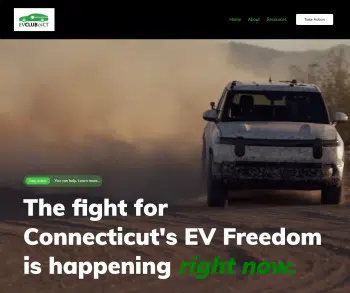 EVCLUBofCT
Home About Resources Take Action
Take Action You can help. Learn more.
The fight for
Connecticut's EV Freedom
is happening right now.